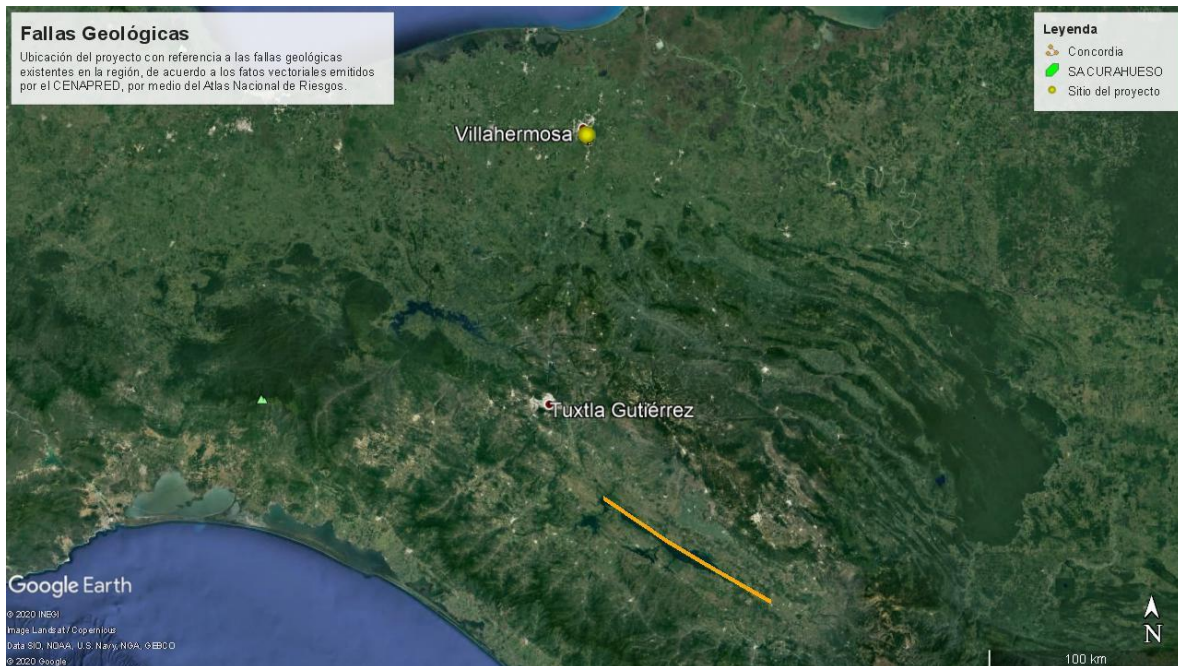 Fallas Geológicas
Ubicación del proyecto con referencia a las fallas geológicas
existentes en la región, de acuerdo a los fatos vectoriales emitidos
por el CENAPRED, por medio del Atlas Nacional de Riesgos.
Leyenda
Concordia
SACURAHUESO
Sitio del proyecto
Villahermosa
Tuxtla Gutiérrez
Google Earth
© 2020 INEGI
Image Landsat / Copernicus
Data SIO, NOAA, U.S. Navy, NGA, GEBCO
© 2020 Google
N
100 km